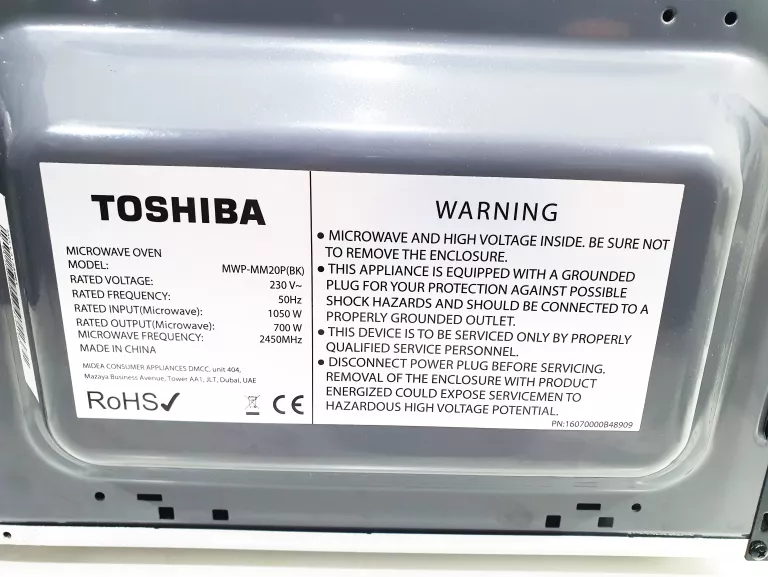 TOSHIBA
MICROWAVE OVEN
MODEL: MWP-MM20P(BK)
RATED VOLTAGE: 230 V~
RATED FREQUENCY: 50Hz
RATED INPUT(Microwave): 1050 W
RATED OUTPUT(Microwave): 700 W
MICROWAVE FREQUENCY: 2450MHz
MADE IN CHINA
MIDEA CONSUMER APPLIANCES DMCC, unit 404,
Mazaya Business Avenue, Tower AA1, JLT, Dubai, UAE
RoHS✓ CE
WARNING
• MICROWAVE AND HIGH VOLTAGE INSIDE. BE SURE NOT
TO REMOVE THE ENCLOSURE.
• THIS APPLIANCE IS EQUIPPED WITH A GROUNDED
PLUG FOR YOUR PROTECTION AGAINST POSSIBLE
SHOCK HAZARDS AND SHOULD BE CONNECTED TO A
PROPERLY GROUNDED OUTLET.
• THIS DEVICE IS TO BE SERVICED ONLY BY PROPERLY
QUALIFIED SERVICE PERSONNEL.
• DISCONNECT POWER PLUG BEFORE SERVICING.
REMOVAL OF THE ENCLOSURE WITH PRODUCT
ENERGIZED COULD EXPOSE SERVICEMEN TO
HAZARDOUS HIGH VOLTAGE POTENTIAL.
PN:16070000B48909